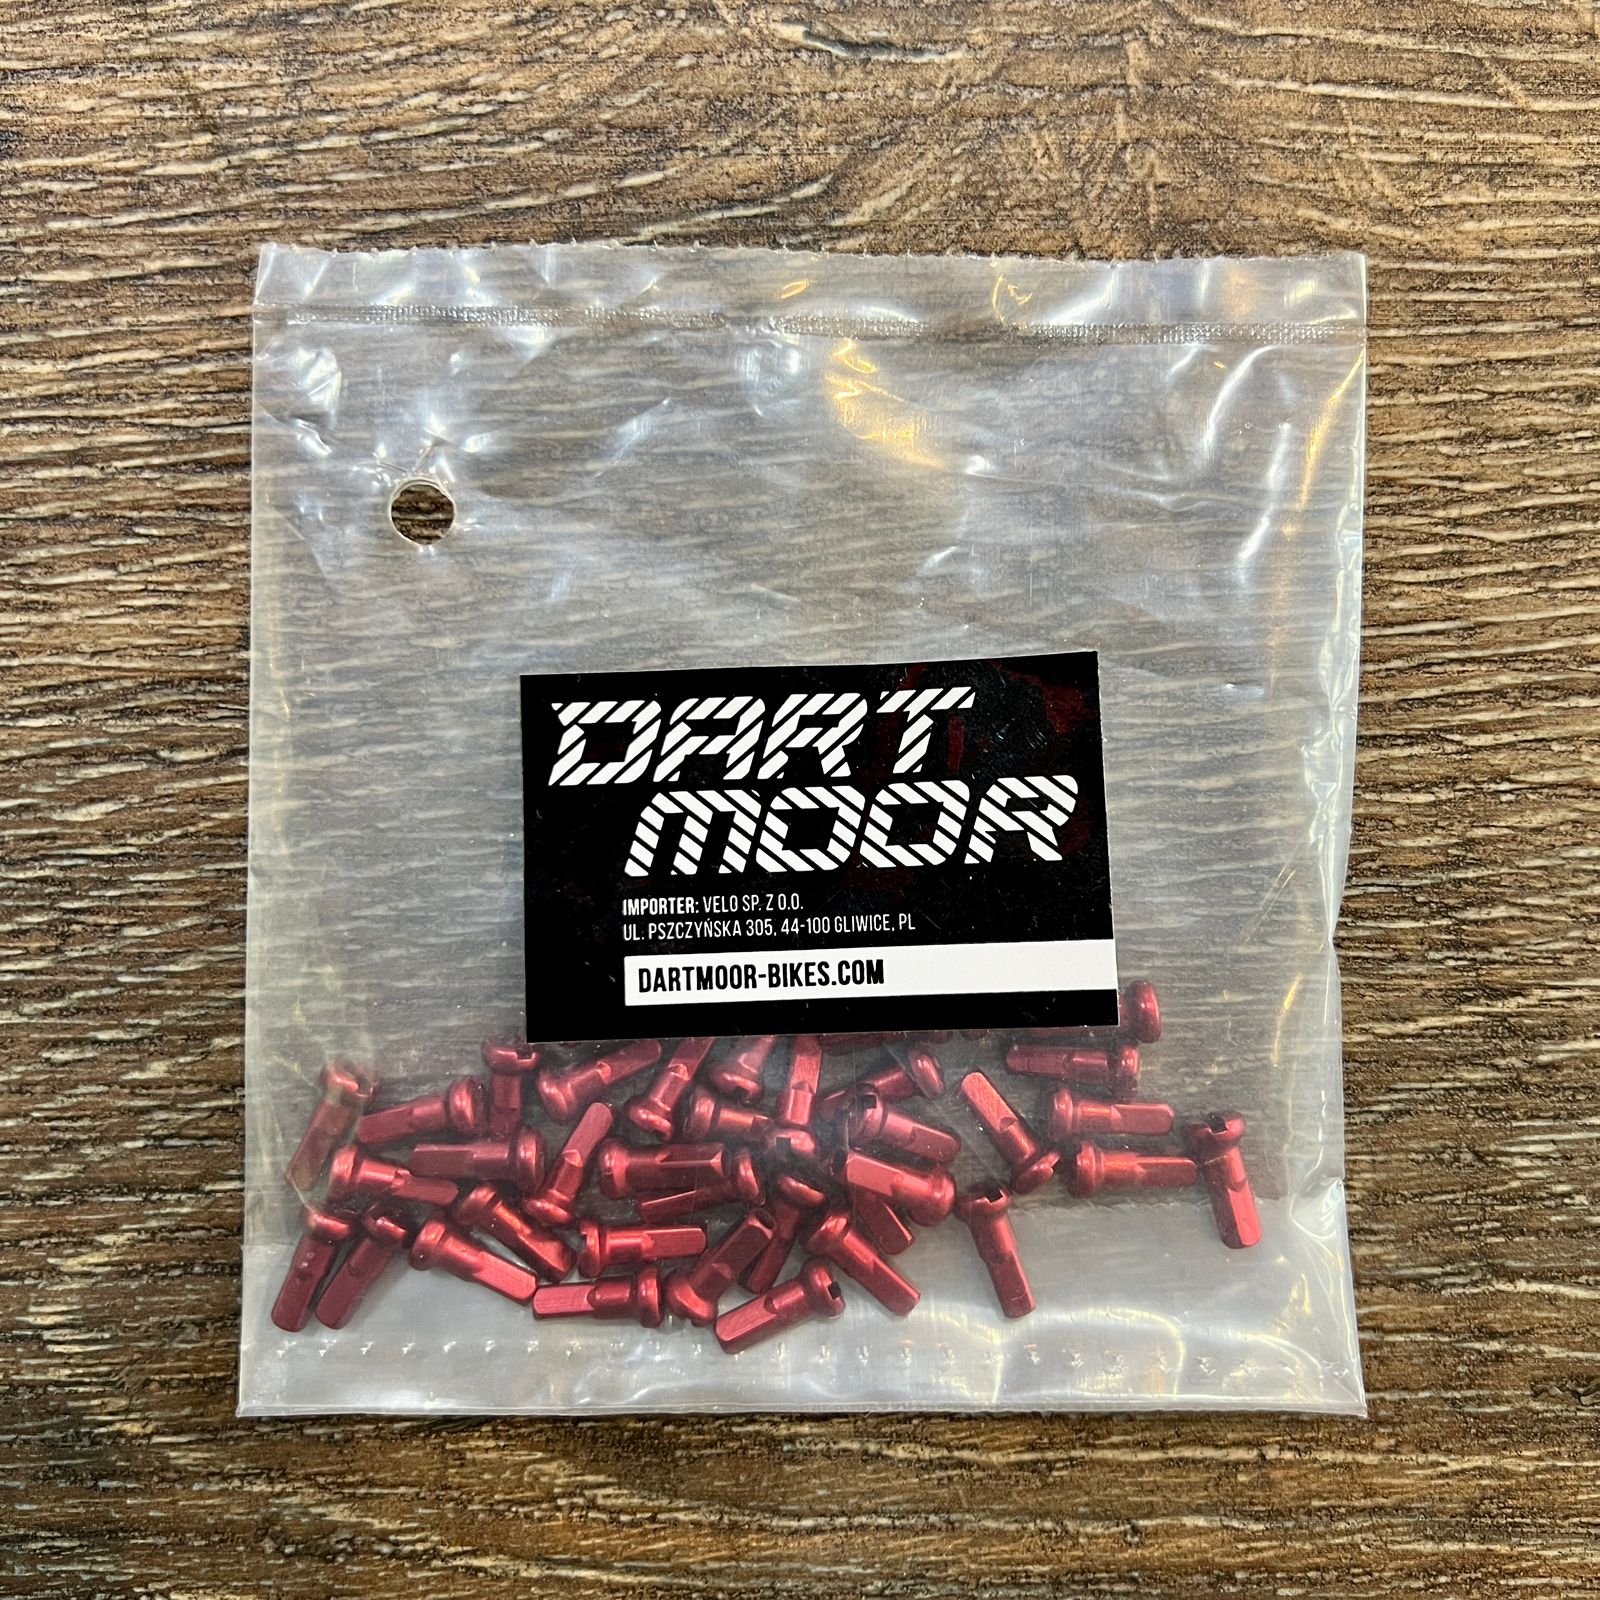 DART
MOOR
IMPORTER: VELO SP. Z O.O.
UL. PSZCZYŃSKA 305, 44-100 GLIWICE, PL
DARTMOOR-BIKES.COM